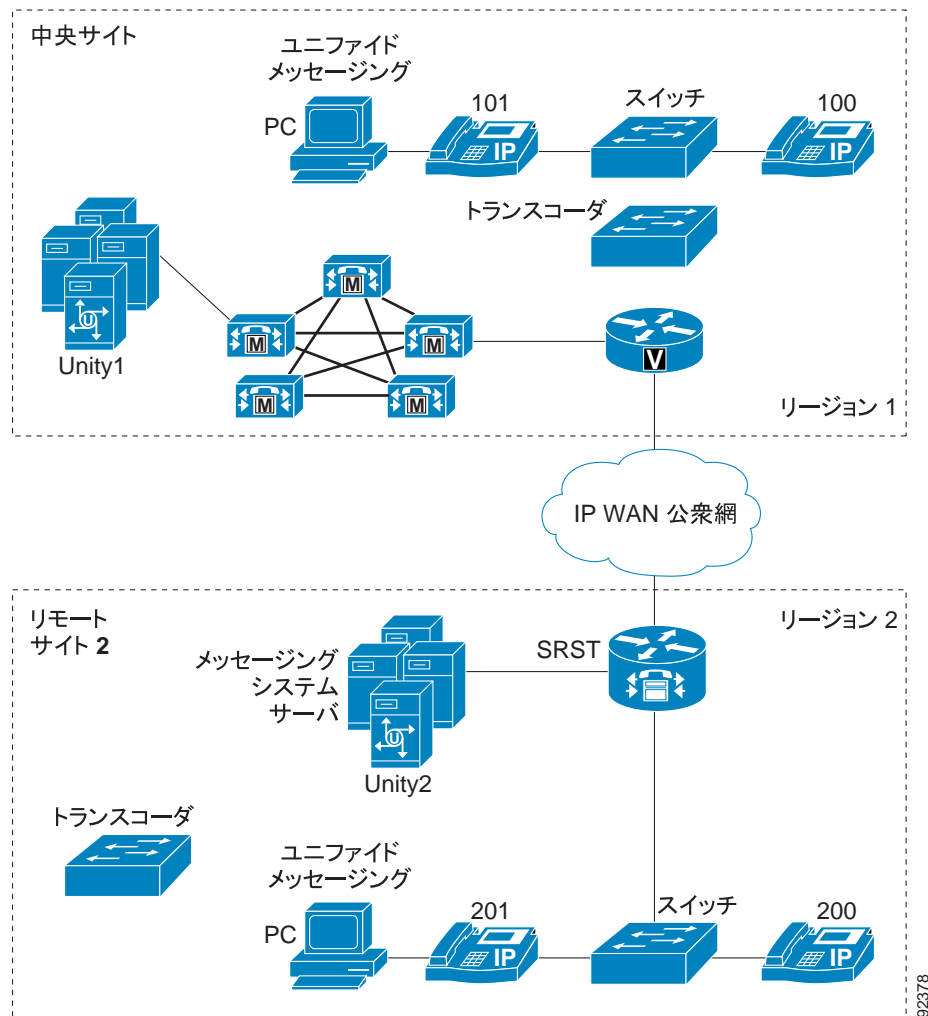 中央サイト
ユニファイド
メッセージング
PC
101
スイッチ
100
IP
IP
トランスコーダ
M
M
M
M
M
U
Unity1
V
リージョン 1
IP WAN 公衆網
リモート
サイト 2
リージョン 2
SRST
メッセージング
システム
サーバ
U
Unity2
トランスコーダ
ユニファイド
メッセージング
PC
201
スイッチ
200
IP
IP
92378